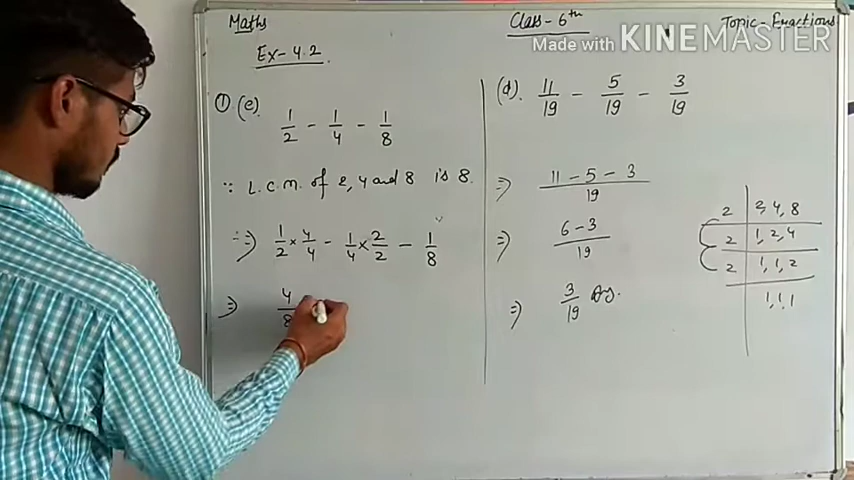 Maths
Class - 6th
Topic - Fractions
Made with KINEMASTER
Ex - 4.2
① (e) 1/2 - 1/4 - 1/8
∵ L.C.M. of 2, 4 and 8 is 8.
⇒ 1/2 × 4/4 - 1/4 × 2/2 - 1/8
⇒ 4/8
(d). 11/19 - 5/19 - 3/19
⇒ 11 - 5 - 3/19
⇒ 6 - 3/19
⇒ 3/19 Ans.
2 | 2, 4, 8
2 | 1, 2, 4
2 | 1, 1, 2
1, 1, 1